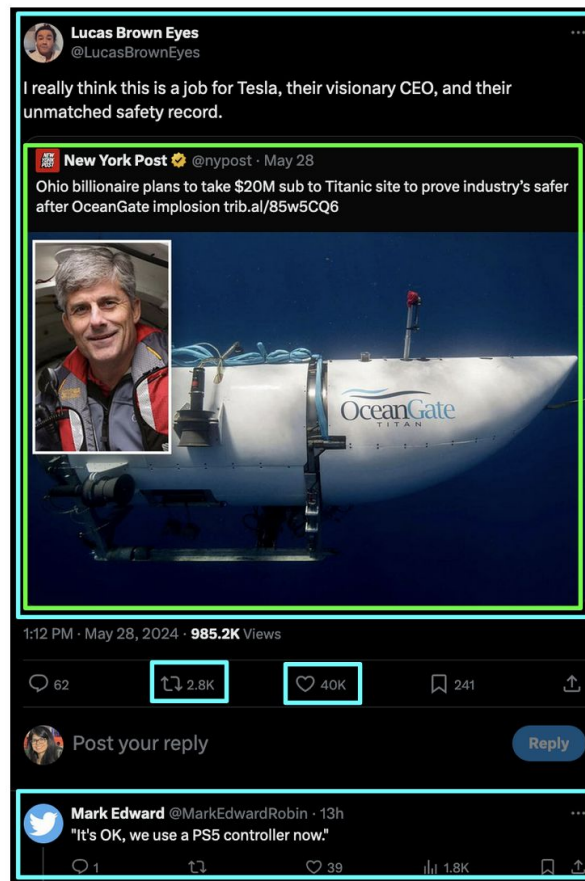 Lucas Brown Eyes
@LucasBrownEyes
I really think this is a job for Tesla, their visionary CEO, and their
unmatched safety record.
NEW YORK POST
New York Post @nypost · May 28
Ohio billionaire plans to take $20M sub to Titanic site to prove industry’s safer
after OceanGate implosion trib.al/85w5CQ6
OceanGate
TITAN
1:12 PM · May 28, 2024 · 985.2K Views
62 2.8K 40K 241
Post your reply
Reply
Mark Edward @MarkEdwardRobin · 13h
"It's OK, we use a PS5 controller now."
1 39 1.8K